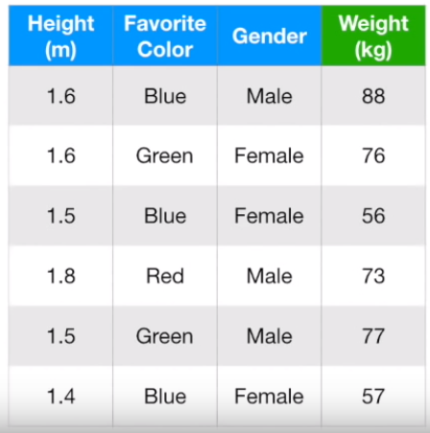 Height (m) Favorite Color Gender Weight (kg)
1.6 Blue Male 88
1.6 Green Female 76
1.5 Blue Female 56
1.8 Red Male 73
1.5 Green Male 77
1.4 Blue Female 57